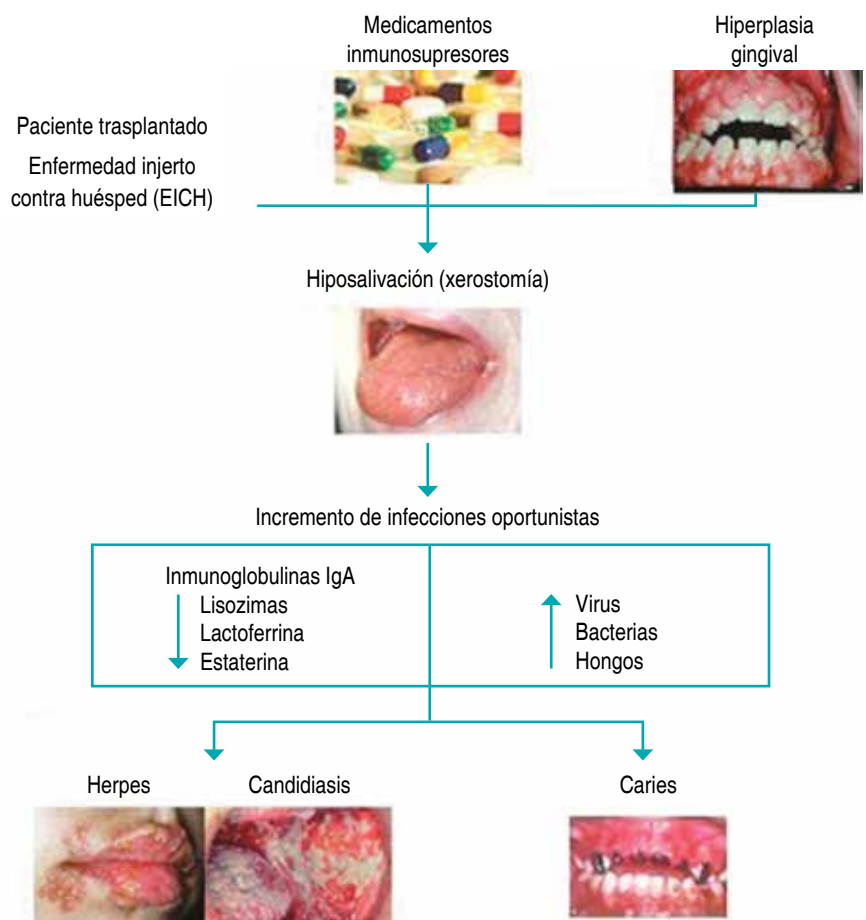 Medicamentos
inmunosupresores
Hiperplasia
gingival
Paciente trasplantado
Enfermedad injerto
contra huésped (EICH)
Hiposalivación (xerostomía)
Incremento de infecciones oportunistas
Inmunoglobulinas IgA
Lisozimas
Lactoferrina
Estaterina
Virus
Bacterias
Hongos
Herpes
Candidiasis
Caries